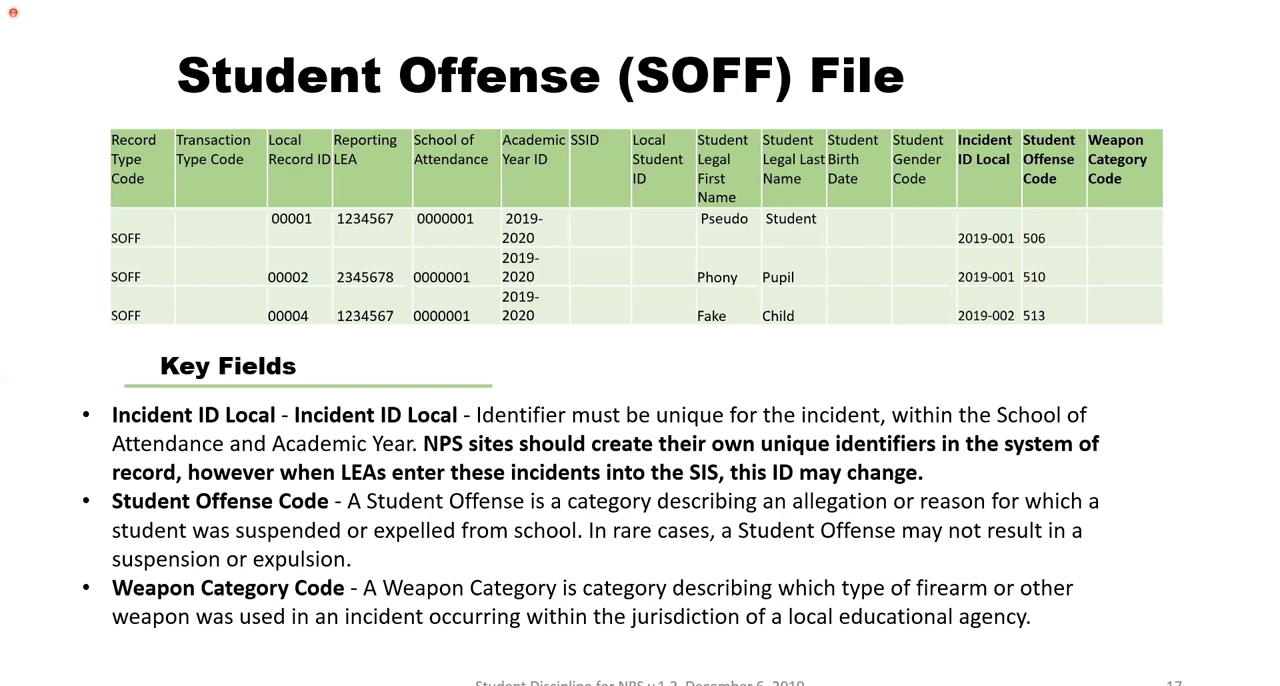 Student Offense (SOFF) File
Record Type Code | Transaction Type Code | Local Record ID | Reporting LEA | School of Attendance | Academic Year ID | SSID | Local Student ID | Student Legal First Name | Student Legal Last Name | Student Birth Date | Student Gender Code | Incident ID Local | Student Offense Code | Weapon Category Code
SOFF | | 00001 | 1234567 | 0000001 | 2019-2020 | | | Pseudo | Student | | | 2019-001 | 506 |
SOFF | | 00002 | 2345678 | 0000001 | 2019-2020 | | | Phony | Pupil | | | 2019-001 | 510 |
SOFF | | 00004 | 1234567 | 0000001 | 2019-2020 | | | Fake | Child | | | 2019-002 | 513 |
Key Fields
• Incident ID Local - Incident ID Local - Identifier must be unique for the incident, within the School of
Attendance and Academic Year. NPS sites should create their own unique identifiers in the system of
record, however when LEAs enter these incidents into the SIS, this ID may change.
• Student Offense Code - A Student Offense is a category describing an allegation or reason for which a
student was suspended or expelled from school. In rare cases, a Student Offense may not result in a
suspension or expulsion.
• Weapon Category Code - A Weapon Category is category describing which type of firearm or other
weapon was used in an incident occurring within the jurisdiction of a local educational agency.
Student Discipline for NPS v.1.2, December 6, 2019
17